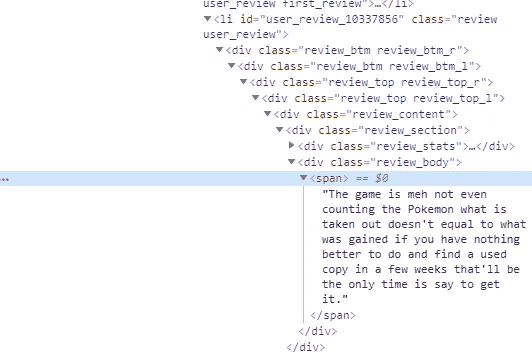 user_review first_review">…</li>
▼<li id="user_review_10337856" class="review
user_review">
▼<div class="review_btm review_btm_r">
▼<div class="review_btm review_btm_l">
▼<div class="review_top review_top_r">
▼<div class="review_top review_top_l">
▼<div class="review_content">
▼<div class="review_section">
▶<div class="review_stats">…</div>
▼<div class="review_body">
… ▼<span> == $0
"The game is meh not even
counting the Pokemon what is
taken out doesn't equal to what
was gained if you have nothing
better to do and find a used
copy in a few weeks that'll be
the only time is say to get
it."
</span>
</div>
</div>